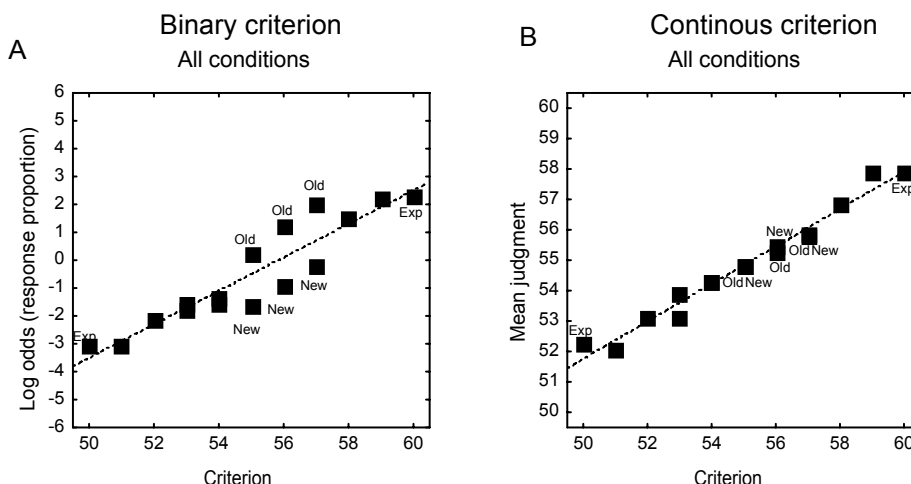 A
Binary criterion
All conditions
Log odds (response proportion)
6
5
4
3
2
1
0
-1
-2
-3
-4
-5
-6
Old
Old
Old
Exp
New
New
New
Exp
50 52 54 56 58 60
Criterion
B
Continous criterion
All conditions
Mean judgment
60
59
58
57
56
55
54
53
52
51
50
Exp
New
Old New
Old
Old New
Exp
50 52 54 56 58 60
Criterion